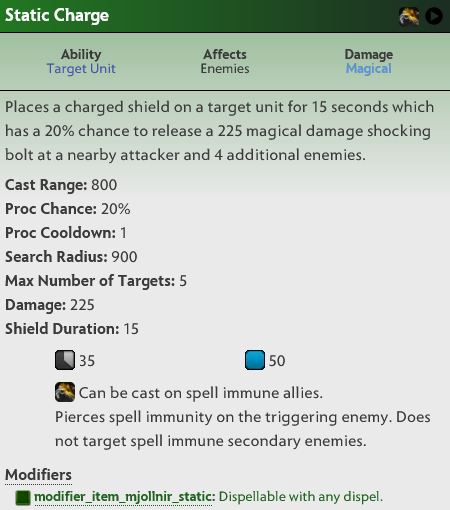 Static Charge
Ability Affects Damage
Target Unit Enemies Magical
Places a charged shield on a target unit for 15 seconds which
has a 20% chance to release a 225 magical damage shocking
bolt at a nearby attacker and 4 additional enemies.
Cast Range: 800
Proc Chance: 20%
Proc Cooldown: 1
Search Radius: 900
Max Number of Targets: 5
Damage: 225
Shield Duration: 15
35 50
Can be cast on spell immune allies.
Pierces spell immunity on the triggering enemy. Does
not target spell immune secondary enemies.
Modifiers
modifier_item_mjollnir_static: Dispellable with any dispel.